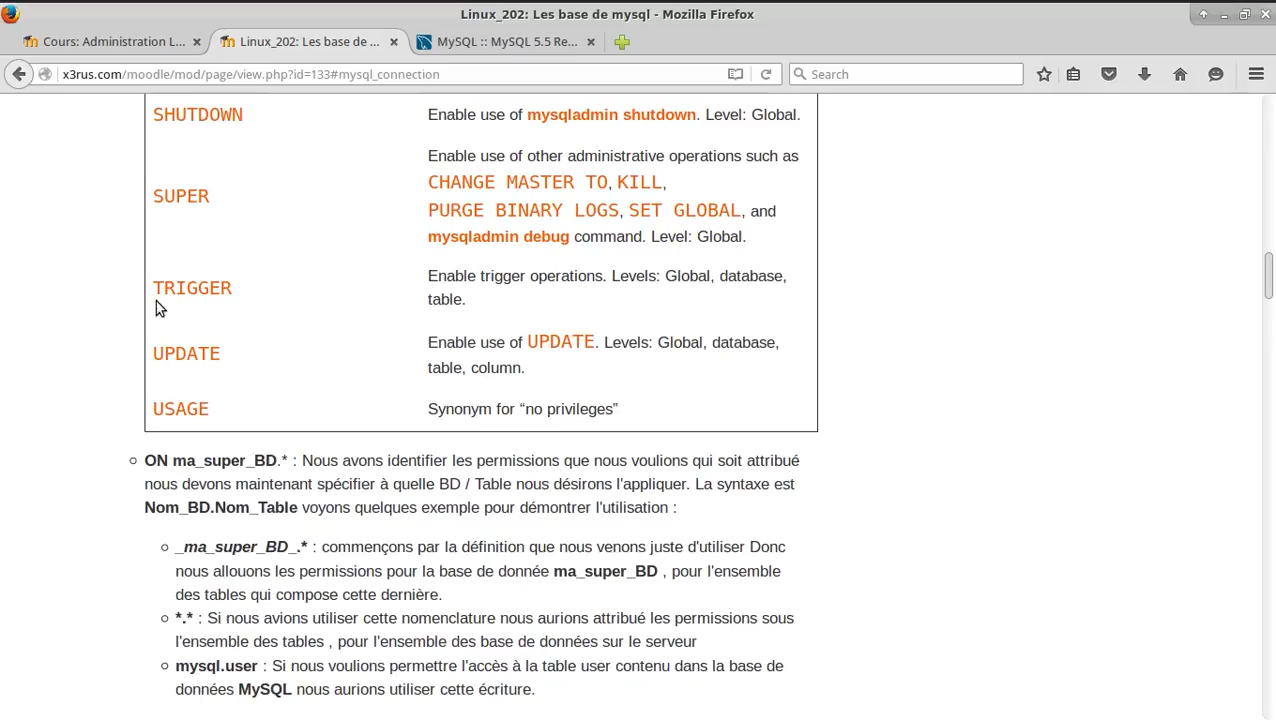 Linux_202: Les base de mysql - Mozilla Firefox
Cours: Administration L... Linux_202: Les base de ... MySQL :: MySQL 5.5 Re...
x3rus.com/moodle/mod/page/view.php?id=133#mysql_connection Search
SHUTDOWN Enable use of mysqladmin shutdown. Level: Global.
Enable use of other administrative operations such as
SUPER CHANGE MASTER TO, KILL,
PURGE BINARY LOGS, SET GLOBAL, and
mysqladmin debug command. Level: Global.
TRIGGER Enable trigger operations. Levels: Global, database,
table.
UPDATE Enable use of UPDATE. Levels: Global, database,
table, column.
USAGE Synonym for “no privileges”
ON ma_super_BD.* : Nous avons identifier les permissions que nous voulions qui soit attribué
nous devons maintenant spécifier à quelle BD / Table nous désirons l'appliquer. La syntaxe est
Nom_BD.Nom_Table voyons quelques exemple pour démontrer l'utilisation :
_ma_super_BD_.* : commençons par la définition que nous venons juste d'utiliser Donc
nous allouons les permissions pour la base de donnée ma_super_BD , pour l'ensemble
des tables qui compose cette dernière.
*.* : Si nous avions utiliser cette nomenclature nous aurions attribué les permissions sous
l'ensemble des tables , pour l'ensemble des base de données sur le serveur
mysql.user : Si nous voulions permettre l'accès à la table user contenu dans la base de
données MySQL nous aurions utiliser cette écriture.